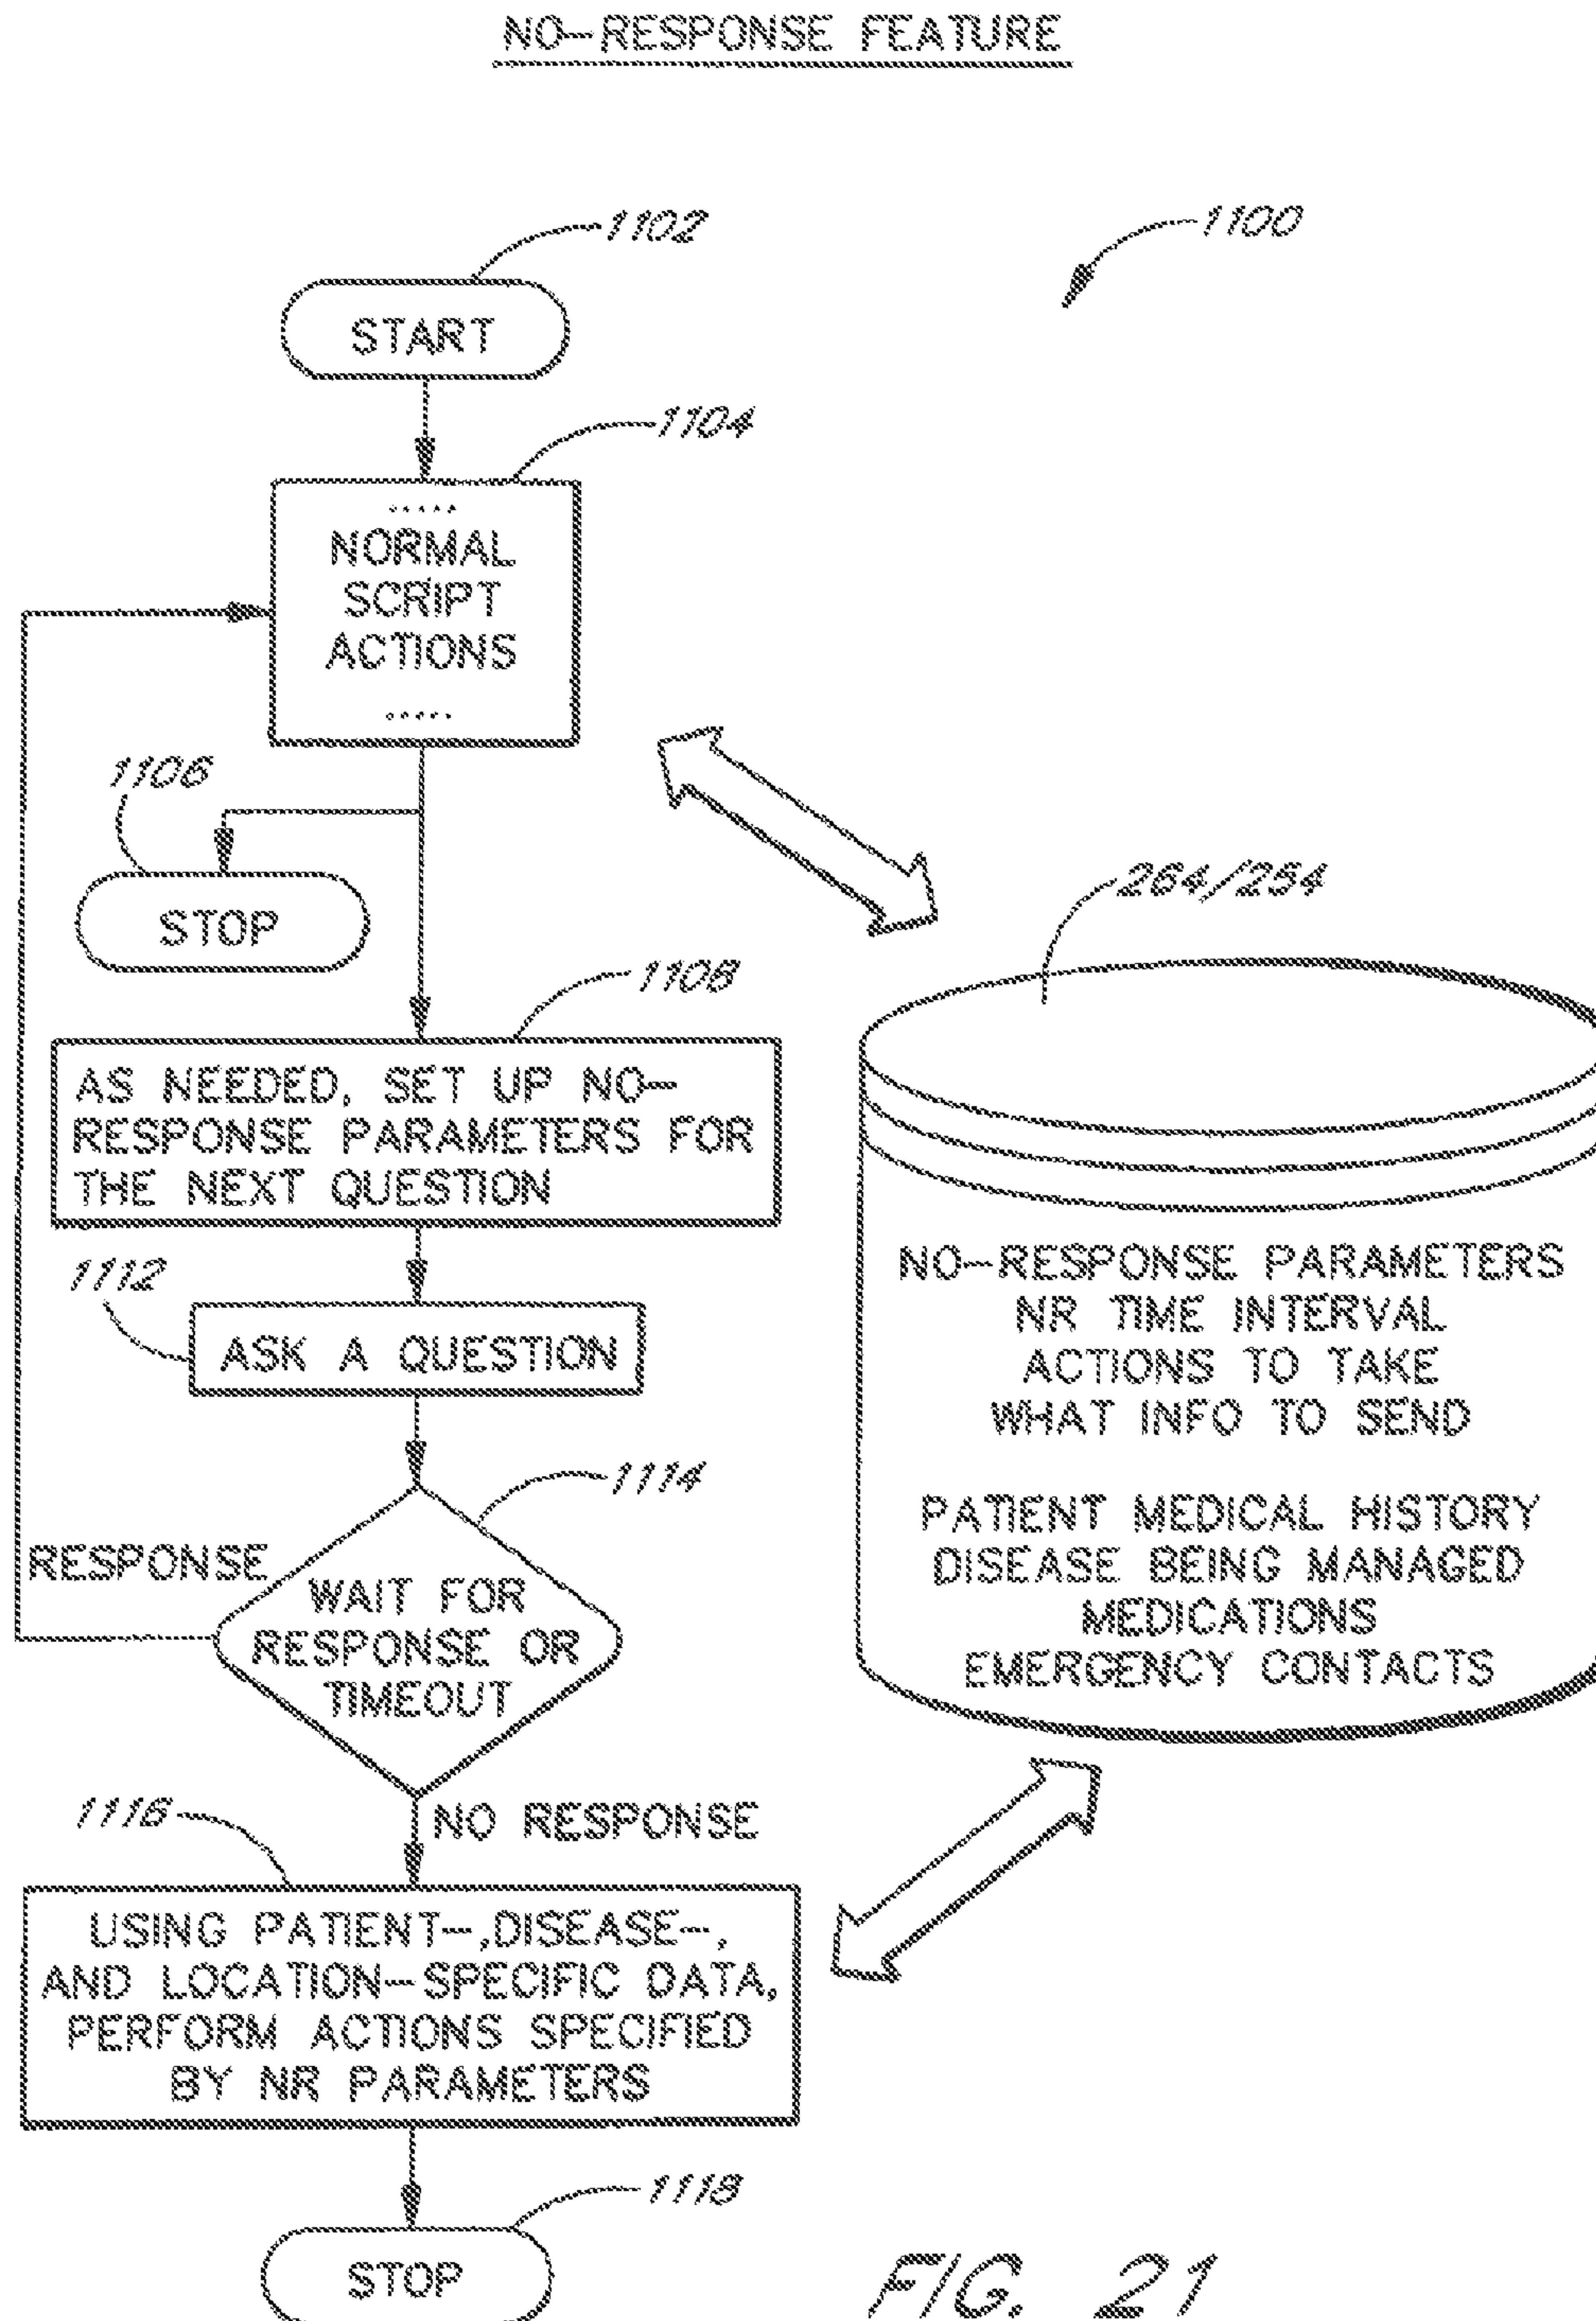 NO-RESPONSE FEATURE
1102
1100
START
1104
.....
NORMAL
SCRIPT
ACTIONS
.....
1106
STOP
264/254
1108
AS NEEDED, SET UP NO-
RESPONSE PARAMETERS FOR
THE NEXT QUESTION
1112
ASK A QUESTION
NO-RESPONSE PARAMETERS
NR TIME INTERVAL
ACTIONS TO TAKE
WHAT INFO TO SEND
PATIENT MEDICAL HISTORY
DISEASE BEING MANAGED
MEDICATIONS
EMERGENCY CONTACTS
1114
RESPONSE
WAIT FOR
RESPONSE OR
TIMEOUT
1116
NO RESPONSE
USING PATIENT-,DISEASE-,
AND LOCATION-SPECIFIC DATA,
PERFORM ACTIONS SPECIFIED
BY NR PARAMETERS
1118
STOP
FIG. 21